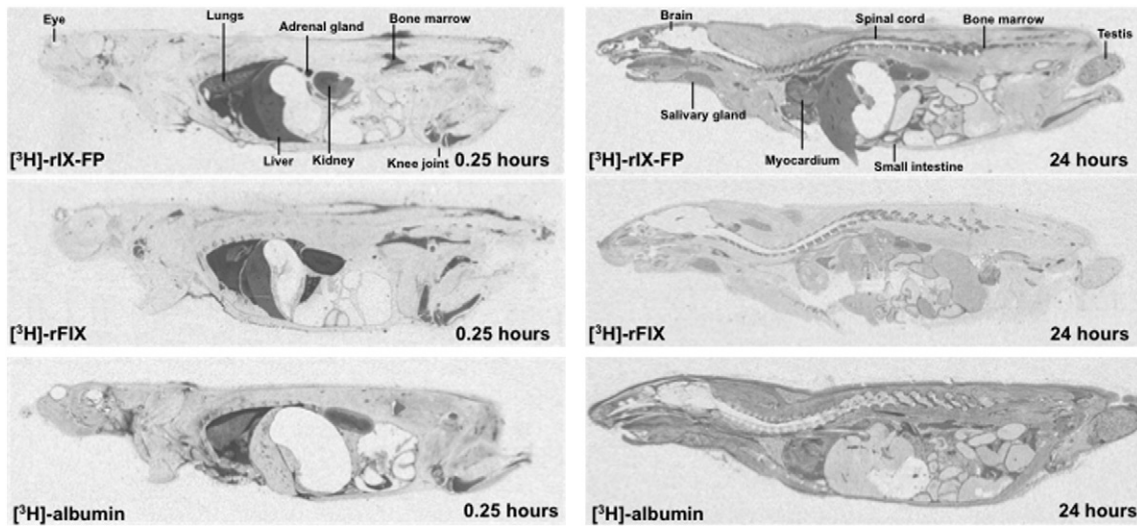 Eye
Lungs
Adrenal gland
Bone marrow
Liver
Kidney
Knee joint
[³H]-rIX-FP
0.25 hours
Brain
Spinal cord
Bone marrow
Testis
Salivary gland
Myocardium
Small intestine
[³H]-rIX-FP
24 hours
[³H]-rFIX
0.25 hours
[³H]-rFIX
24 hours
[³H]-albumin
0.25 hours
[³H]-albumin
24 hours